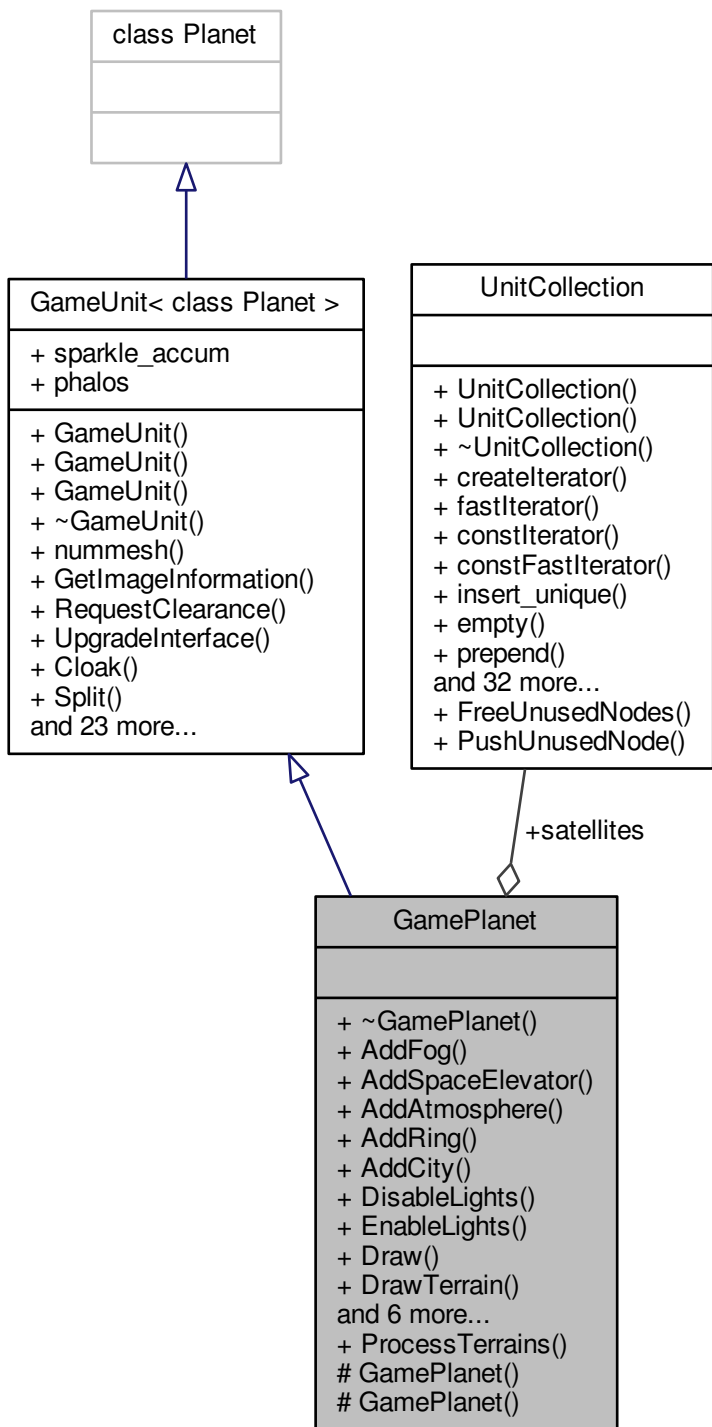 class Planet
GameUnit< class Planet >
+ sparkle_accum
+ phalos
+ GameUnit()
+ GameUnit()
+ GameUnit()
+ ~GameUnit()
+ nummesh()
+ GetImageInformation()
+ RequestClearance()
+ UpgradeInterface()
+ Cloak()
+ Split()
and 23 more...
UnitCollection
+ UnitCollection()
+ UnitCollection()
+ ~UnitCollection()
+ createIterator()
+ fastIterator()
+ constIterator()
+ constFastIterator()
+ insert_unique()
+ empty()
+ prepend()
and 32 more...
+ FreeUnusedNodes()
+ PushUnusedNode()
+satellites
GamePlanet
+ ~GamePlanet()
+ AddFog()
+ AddSpaceElevator()
+ AddAtmosphere()
+ AddRing()
+ AddCity()
+ DisableLights()
+ EnableLights()
+ Draw()
+ DrawTerrain()
and 6 more...
+ ProcessTerrains()
# GamePlanet()
# GamePlanet()